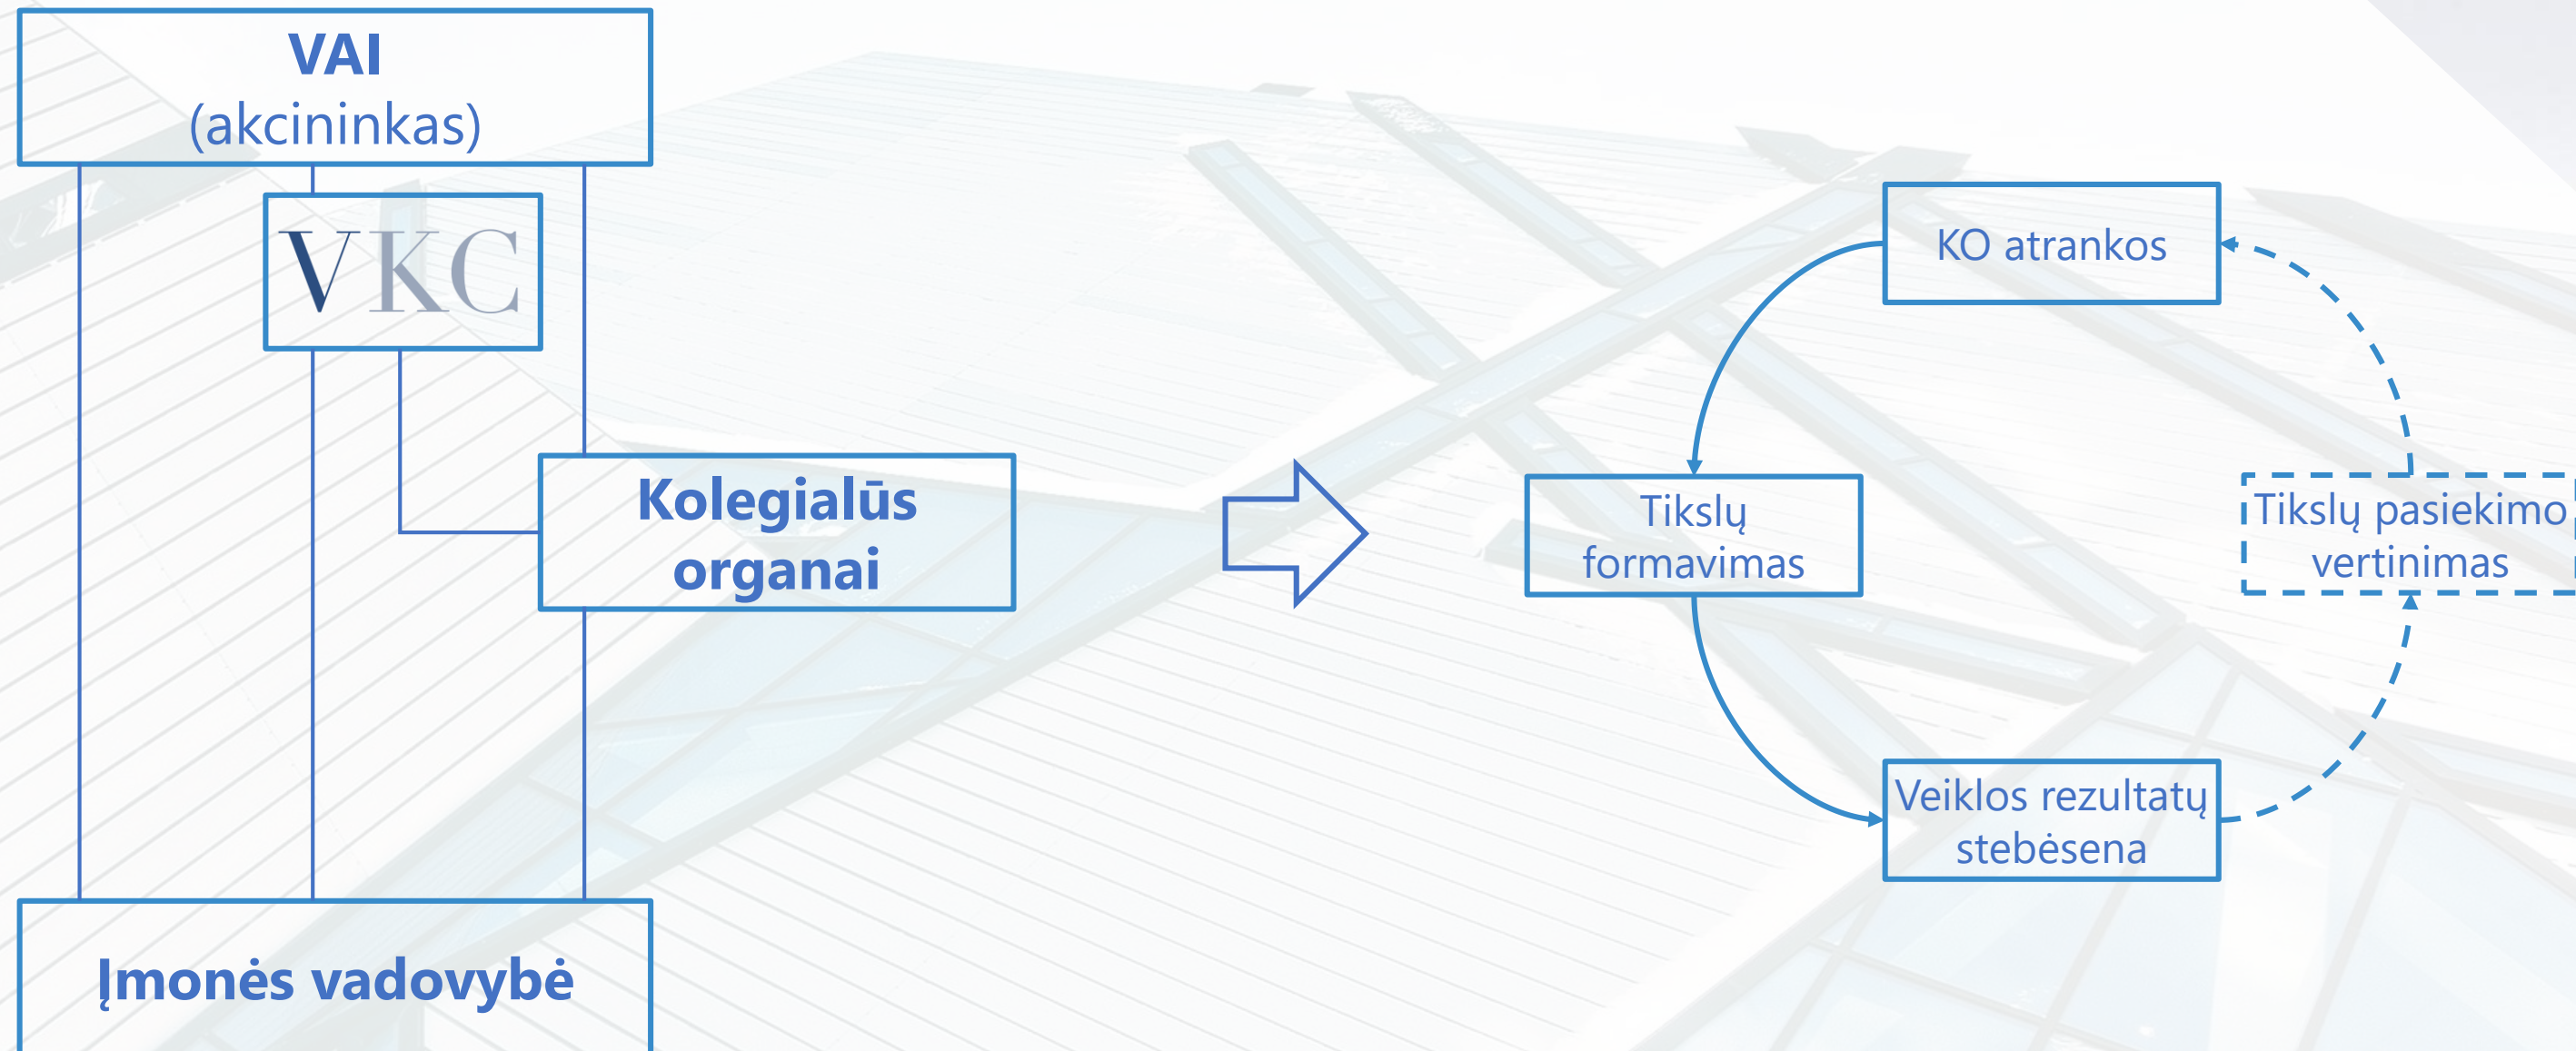 VAI
(akcininkas)
VKC
Kolegialūs
organai
Įmonės vadovybė
KO atrankos
Tikslų
formavimas
Tikslų pasiekimo
vertinimas
Veiklos rezultatų
stebėsena